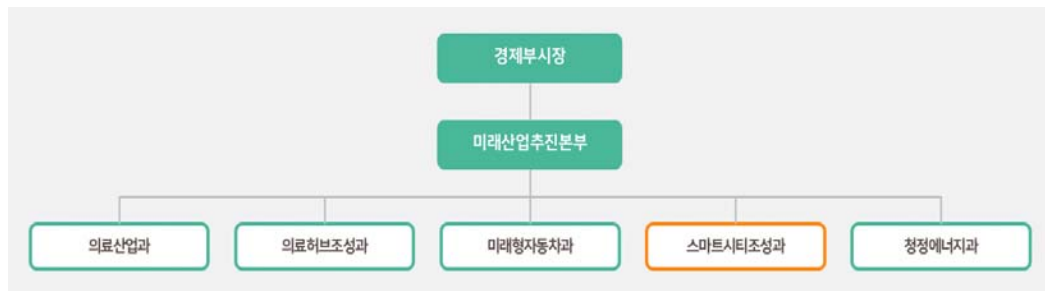 경제부시장
미래산업추진본부
의료산업과
의료허브조성과
미래형자동차과
스마트시티조성과
청정에너지과